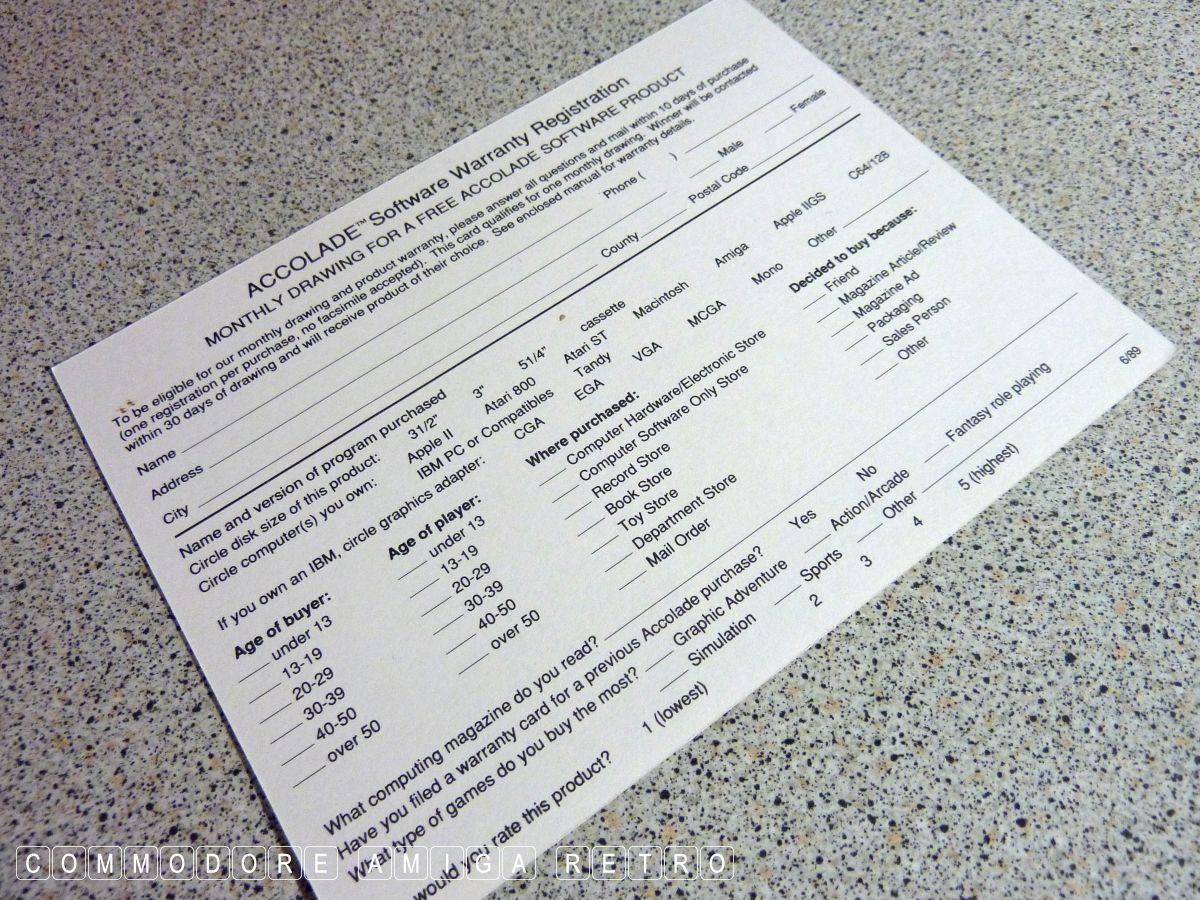 ACCOLADE™ Software Warranty Registration
MONTHLY DRAWING FOR A FREE ACCOLADE SOFTWARE PRODUCT
To be eligible for our monthly drawing and product warranty, please answer all questions and mail within 10 days of purchase
(one registration per purchase, no facsimile accepted). This card qualifies for one monthly drawing. Winner will be contacted
within 30 days of drawing and will receive product of their choice. See enclosed manual for warranty details.
Name Phone ( )
Address Male Female
City County Postal Code
Name and version of program purchased
Circle disk size of this product: 31/2" 3" 51/4" cassette
Circle computer(s) you own: Apple II Atari 800 Atari ST Macintosh Amiga Apple IIGS C64/128
IBM PC or Compatibles Tandy Other
If you own an IBM, circle graphics adapter: CGA EGA VGA MCGA Mono
Age of buyer: Age of player: Where purchased: Decided to buy because:
under 13 under 13 Computer Hardware/Electronic Store Friend
13-19 13-19 Computer Software Only Store Magazine Article/Review
20-29 20-29 Record Store Magazine Ad
30-39 30-39 Book Store Packaging
40-50 40-50 Toy Store Sales Person
over 50 over 50 Department Store Other
Mail Order
What computing magazine do you read?
Have you filed a warranty card for a previous Accolade purchase? Yes No
What type of games do you buy the most? Graphic Adventure Action/Arcade Fantasy role playing
Simulation Sports Other
would you rate this product? 1 (lowest) 2 3 4 5 (highest)
6/89
COMMODORE AMIGA RETRO